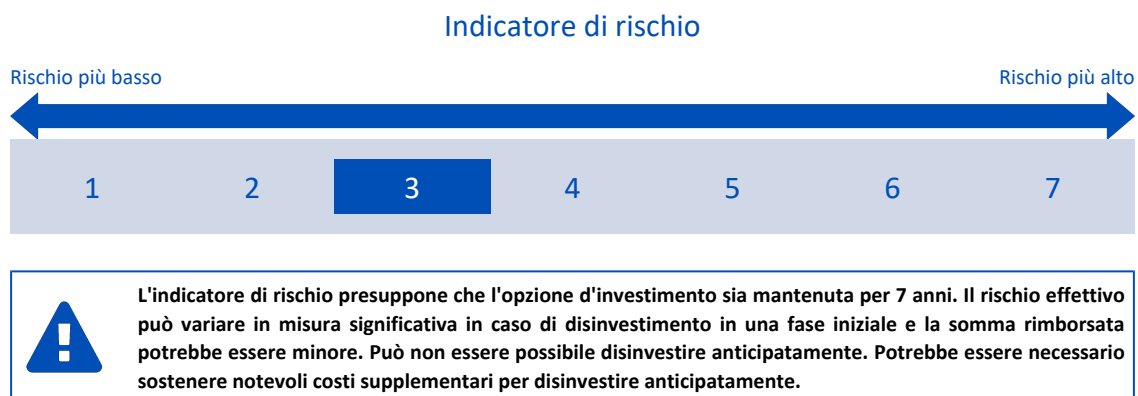 Indicatore di rischio
Rischio più basso Rischio più alto
1 2 3 4 5 6 7
L'indicatore di rischio presuppone che l'opzione d'investimento sia mantenuta per 7 anni. Il rischio effettivo
può variare in misura significativa in caso di disinvestimento in una fase iniziale e la somma rimborsata
potrebbe essere minore. Può non essere possibile disinvestire anticipatamente. Potrebbe essere necessario
sostenere notevoli costi supplementari per disinvestire anticipatamente.